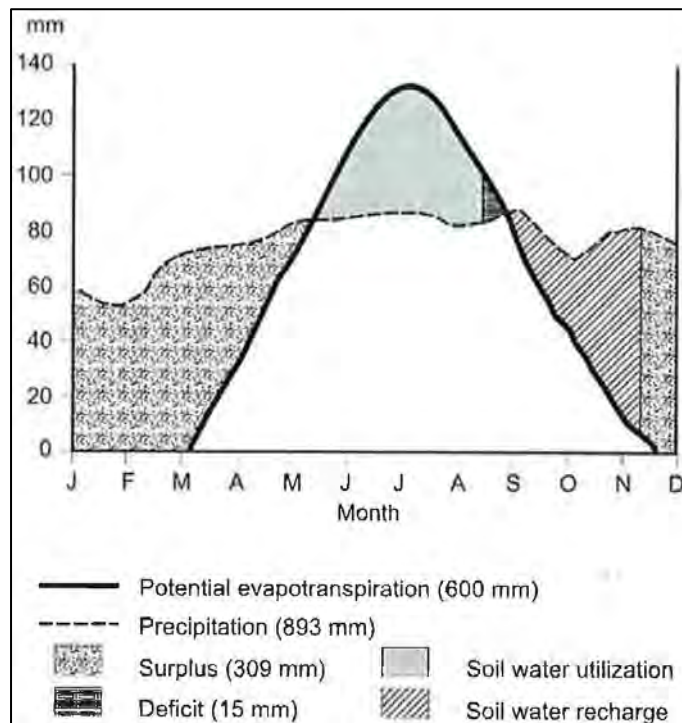 mm
140
120
100
80
60
40
20
0
J F M A M J J A S O N D
Month
Potential evapotranspiration (600 mm)
Precipitation (893 mm)
Surplus (309 mm) Soil water utilization
Deficit (15 mm) Soil water recharge